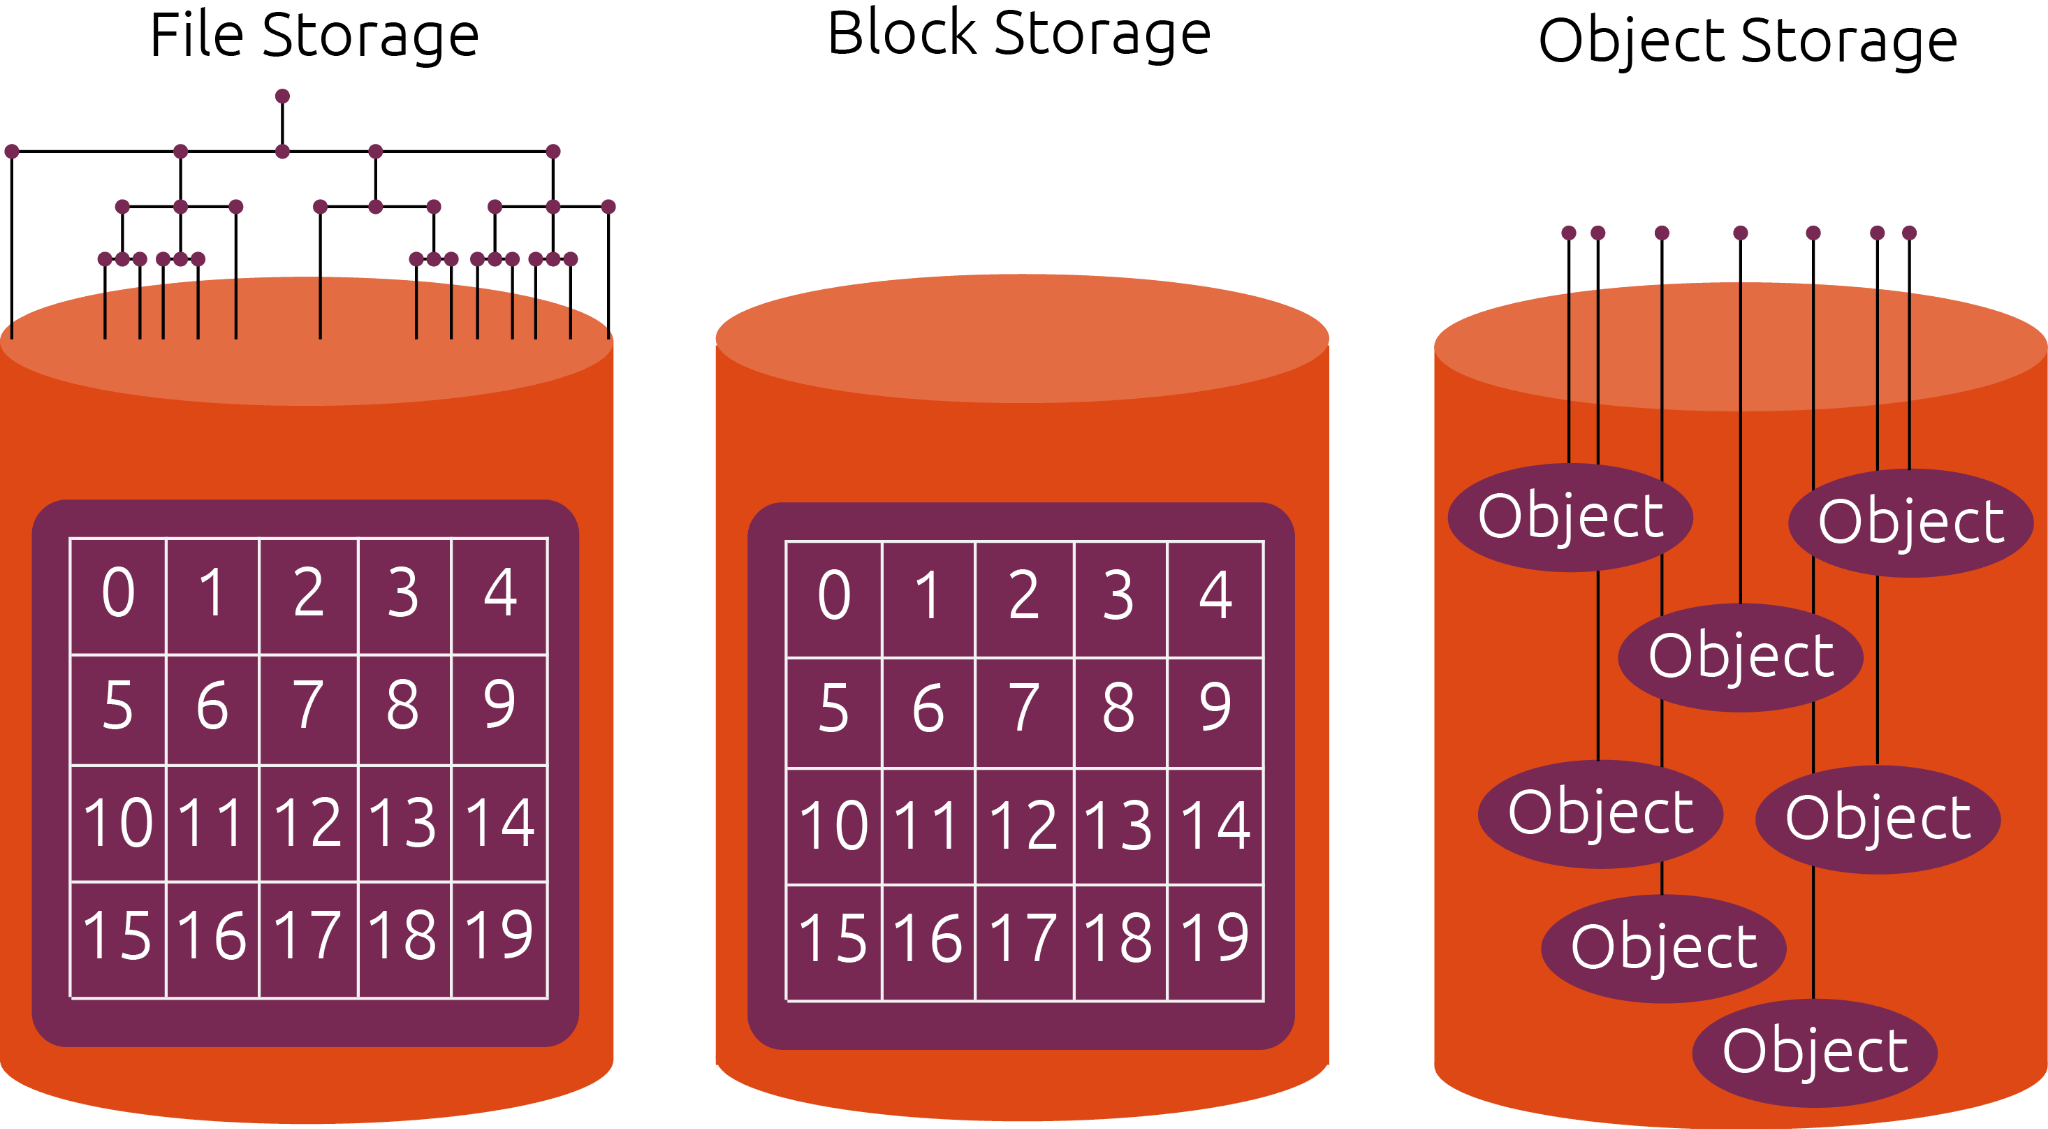 File Storage
Block Storage
Object Storage
0 1 2 3 4
5 6 7 8 9
10 11 12 13 14
15 16 17 18 19
0 1 2 3 4
5 6 7 8 9
10 11 12 13 14
15 16 17 18 19
Object
Object
Object
Object
Object
Object
Object